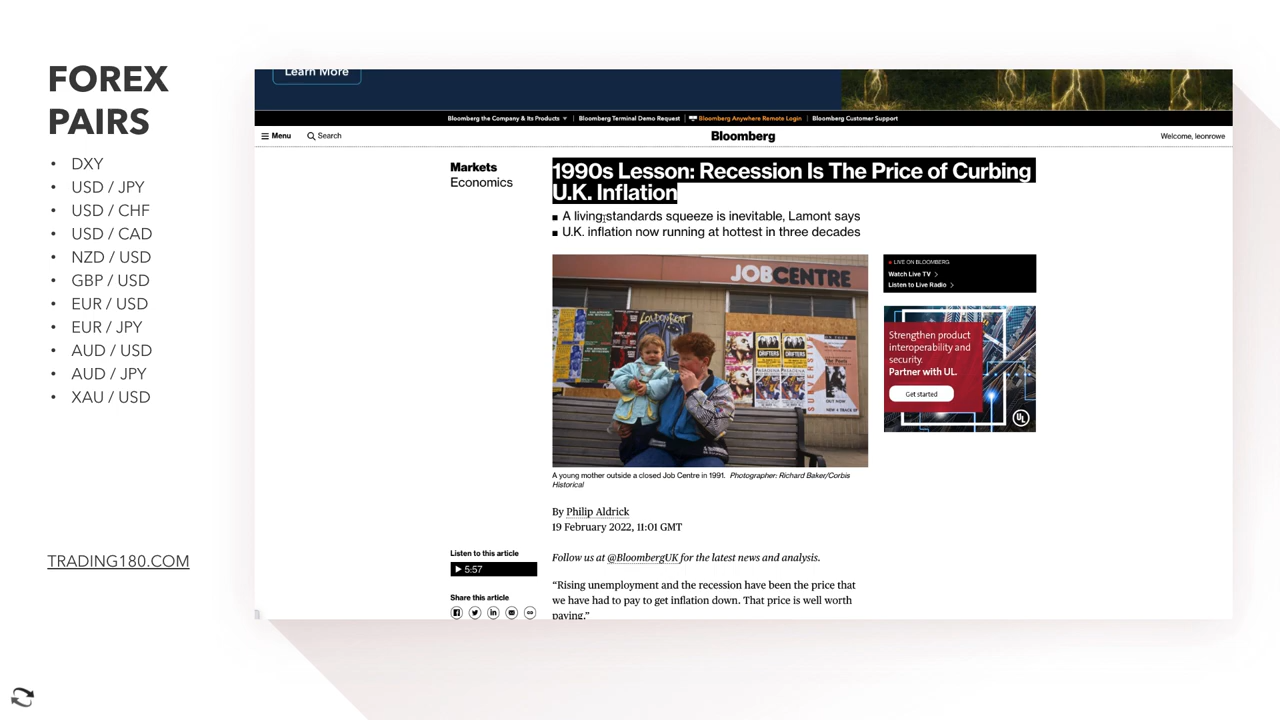 FOREX
PAIRS
• DXY
• USD / JPY
• USD / CHF
• USD / CAD
• NZD / USD
• GBP / USD
• EUR / USD
• EUR / JPY
• AUD / USD
• AUD / JPY
• XAU / USD
TRADING180.COM
Learn More
Bloomberg the Company & Its Products
Bloomberg Terminal Demo Request
Bloomberg Anywhere Remote Login
Bloomberg Customer Support
Menu
Search
Bloomberg
Welcome, leonrowe
Markets
Economics
1990s Lesson: Recession Is The Price of Curbing
U.K. Inflation
■ A living standards squeeze is inevitable, Lamont says
■ U.K. inflation now running at hottest in three decades
JOBCENTRE
DRIFTERS
A young mother outside a closed Job Centre in 1991. Photographer: Richard Baker/Corbis
Historical
LIVE ON BLOOMBERG
Watch Live TV >
Listen to Live Radio >
Strengthen product
interoperability and
security.
Partner with UL.
Get started
UL
By Philip Aldrick
19 February 2022, 11:01 GMT
Listen to this article
5:57
Share this article
Follow us at @BloombergUK for the latest news and analysis.
“Rising unemployment and the recession have been the price that
we have had to pay to get inflation down. That price is well worth
paying.”